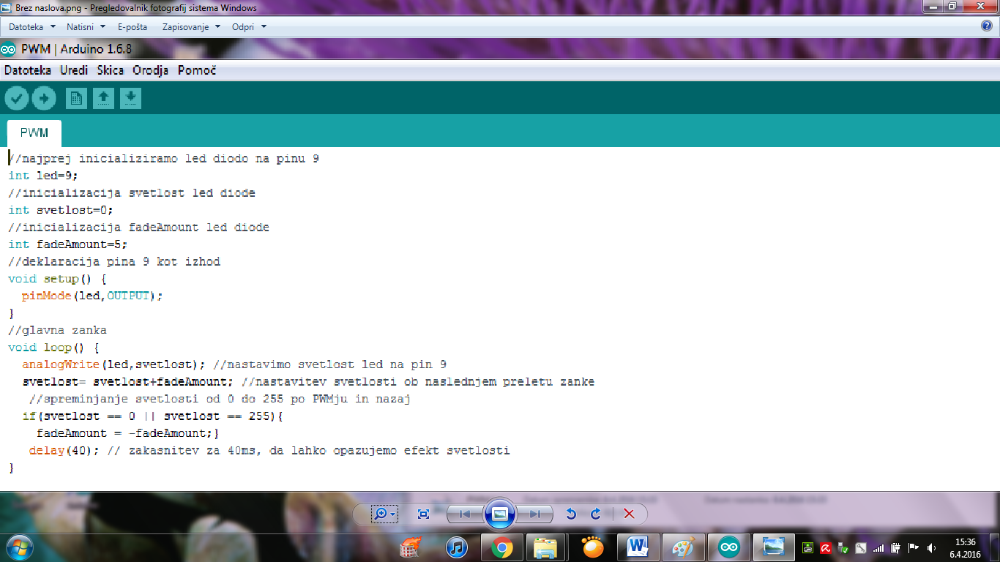 Brez naslova.png - Pregledovalnik fotografij sistema Windows
Datoteka Natisni E-pošta Zapisovanje Odpri
PWM | Arduino 1.6.8
Datoteka Uredi Skica Orodja Pomoč
PWM
//najprej inicializiramo led diodo na pinu 9
int led=9;
//inicializacija svetlost led diode
int svetlost=0;
//inicializacija fadeAmount led diode
int fadeAmount=5;
//deklaracija pina 9 kot izhod
void setup() {
pinMode(led,OUTPUT);
}
//glavna zanka
void loop() {
analogWrite(led,svetlost); //nastavimo svetlost led na pin 9
svetlost= svetlost+fadeAmount; //nastavitev svetlosti ob naslednjem preletu zanke
//spreminjanje svetlosti od 0 do 255 po PWMju in nazaj
if(svetlost == 0 || svetlost == 255){
fadeAmount = -fadeAmount;}
delay(40); // zakasnitev za 40ms, da lahko opazujemo efekt svetlosti
}
15:36
6.4.2016